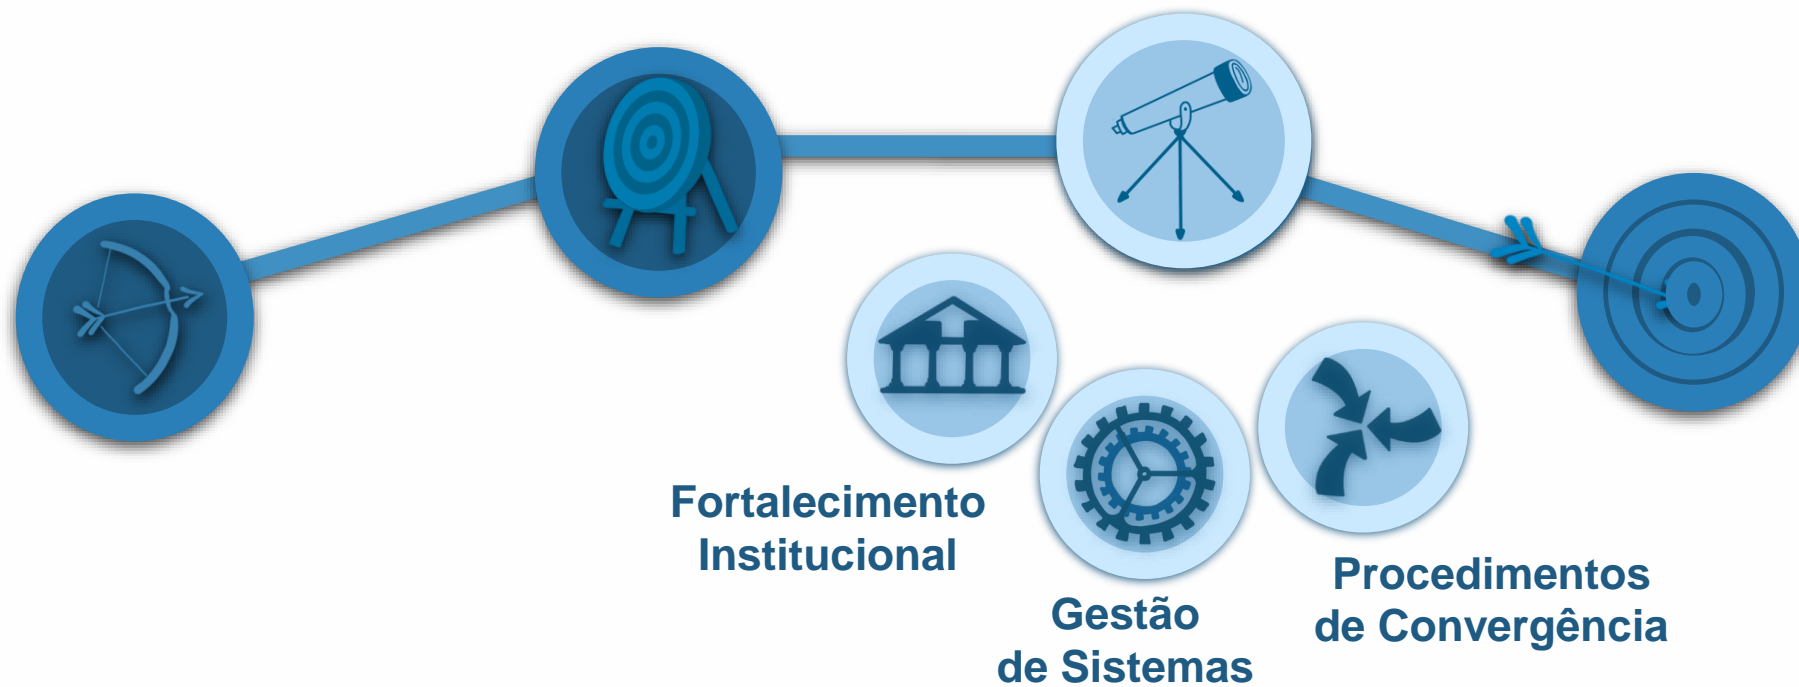 Fortalecimento
Institucional
Gestão
de Sistemas
Procedimentos
de Convergência